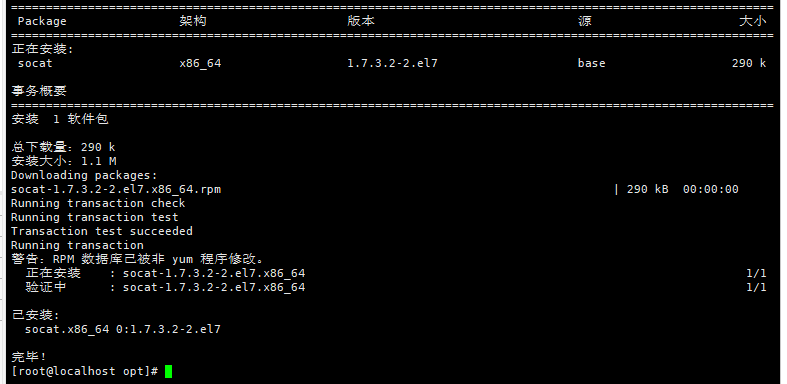 ================================================================================
Package 架构 版本 源 大小
================================================================================
正在安装:
socat x86_64 1.7.3.2-2.el7 base 290 k
事务概要
================================================================================
安装 1 软件包
总下载量：290 k
安装大小：1.1 M
Downloading packages:
socat-1.7.3.2-2.el7.x86_64.rpm | 290 kB 00:00:00
Running transaction check
Running transaction test
Transaction test succeeded
Running transaction
警告：RPM 数据库已被非 yum 程序修改。
正在安装 : socat-1.7.3.2-2.el7.x86_64 1/1
验证中 : socat-1.7.3.2-2.el7.x86_64 1/1
已安装:
socat.x86_64 0:1.7.3.2-2.el7
完毕！
[root@localhost opt]#